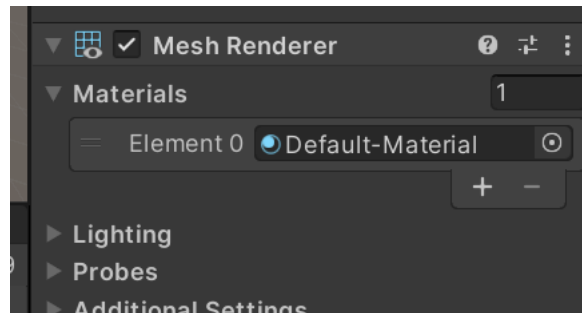 Mesh Renderer
Materials 1
Element 0 Default-Material
+ -
Lighting
Probes
Additional Settings